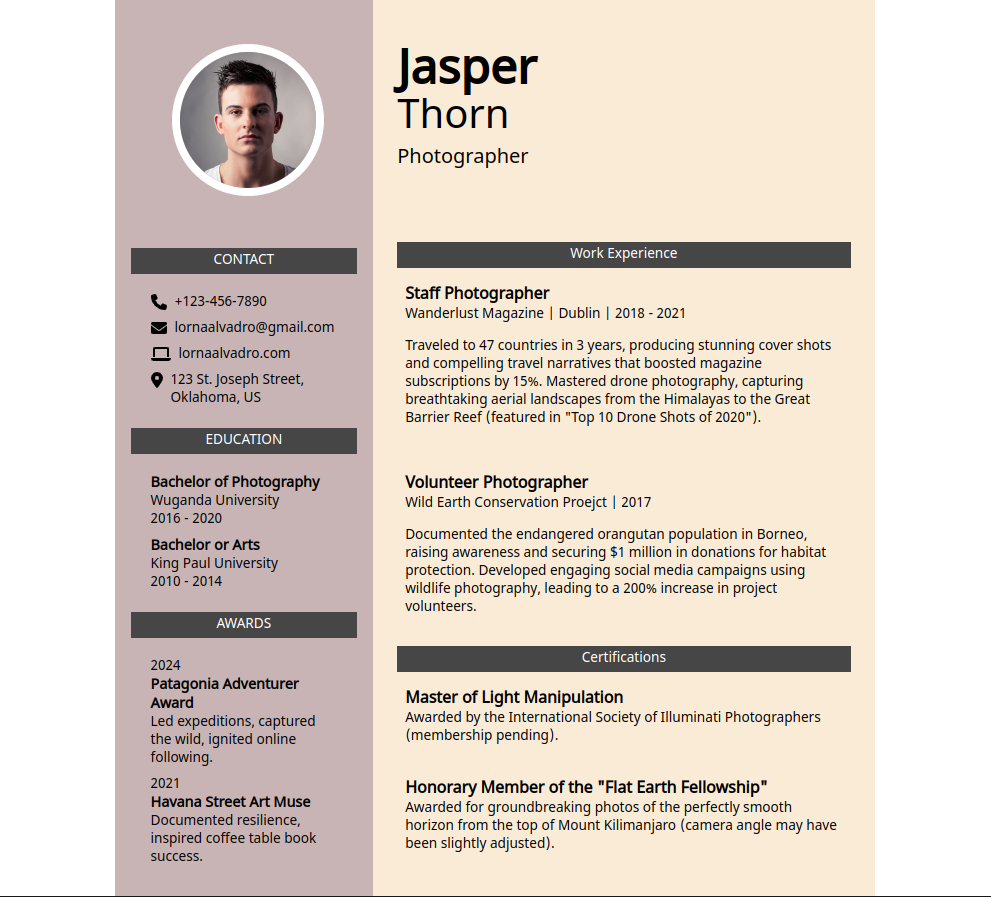 Jasper
Thorn
Photographer
CONTACT
+123-456-7890
lornaalvadro@gmail.com
lornaalvadro.com
123 St. Joseph Street,
Oklahoma, US
EDUCATION
Bachelor of Photography
Wuganda University
2016 - 2020
Bachelor or Arts
King Paul University
2010 - 2014
AWARDS
2024
Patagonia Adventurer
Award
Led expeditions, captured
the wild, ignited online
following.
2021
Havana Street Art Muse
Documented resilience,
inspired coffee table book
success.
Work Experience
Staff Photographer
Wanderlust Magazine | Dublin | 2018 - 2021
Traveled to 47 countries in 3 years, producing stunning cover shots
and compelling travel narratives that boosted magazine
subscriptions by 15%. Mastered drone photography, capturing
breathtaking aerial landscapes from the Himalayas to the Great
Barrier Reef (featured in "Top 10 Drone Shots of 2020").
Volunteer Photographer
Wild Earth Conservation Proejct | 2017
Documented the endangered orangutan population in Borneo,
raising awareness and securing $1 million in donations for habitat
protection. Developed engaging social media campaigns using
wildlife photography, leading to a 200% increase in project
volunteers.
Certifications
Master of Light Manipulation
Awarded by the International Society of Illuminati Photographers
(membership pending).
Honorary Member of the "Flat Earth Fellowship"
Awarded for groundbreaking photos of the perfectly smooth
horizon from the top of Mount Kilimanjaro (camera angle may have
been slightly adjusted).